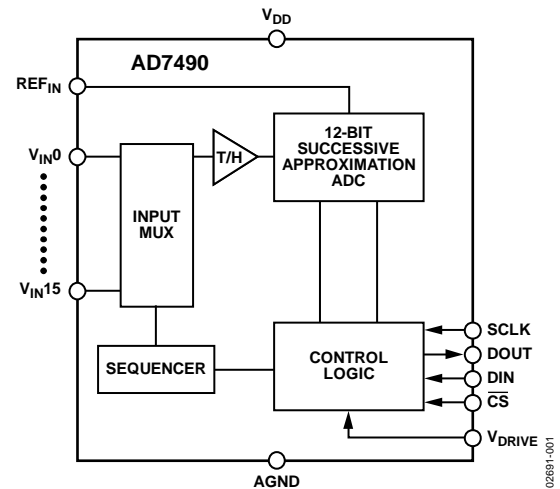 VDD
AD7490
REFIN
VIN0
T/H
12-BIT
SUCCESSIVE
APPROXIMATION
ADC
INPUT
MUX
VIN15
SEQUENCER
CONTROL
LOGIC
SCLK
DOUT
DIN
CS
VDRIVE
AGND
02691-001